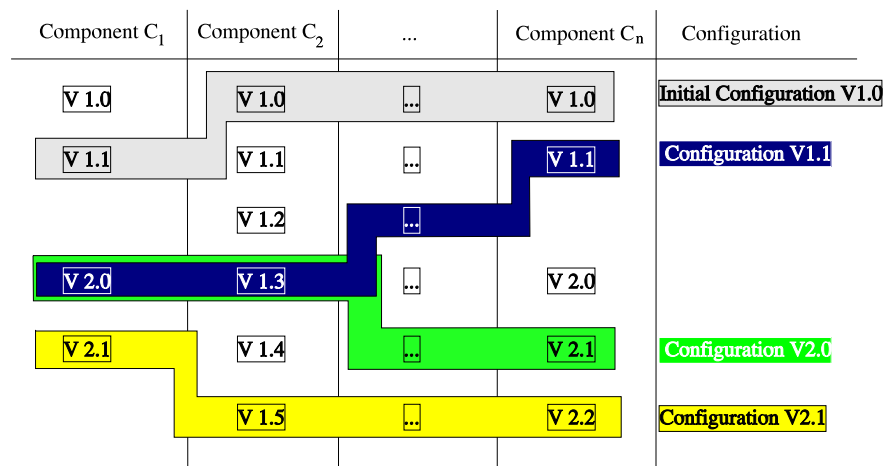 Component C1 Component C2 ... Component Cn Configuration
V 1.0 V 1.0 ... V 1.0 Initial Configuration V1.0
V 1.1 V 1.1 ... V 1.1 Configuration V1.1
V 1.2 ...
V 2.0 V 1.3 ... V 2.0
V 2.1 V 1.4 ... V 2.1 Configuration V2.0
V 1.5 ... V 2.2 Configuration V2.1